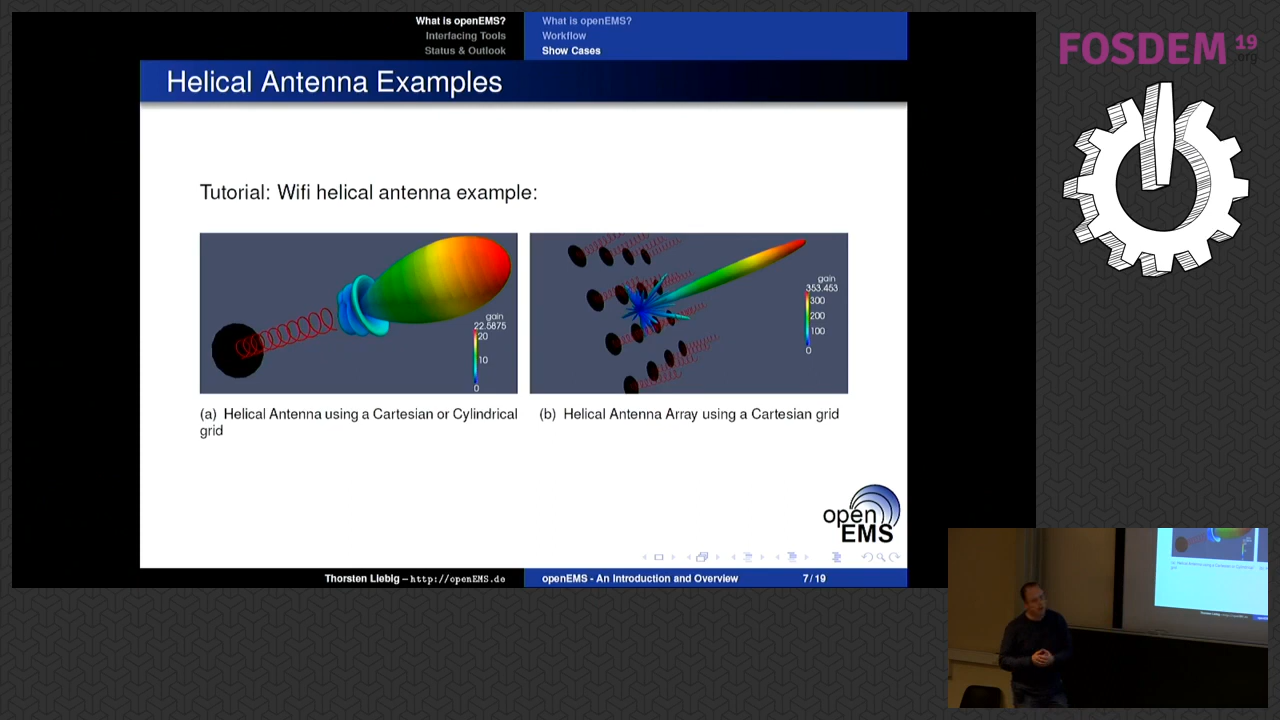 What is openEMS?
Interfacing Tools
Status & Outlook
What is openEMS?
Workflow
Show Cases
FOSDEM 19
.org
Helical Antenna Examples
Tutorial: Wifi helical antenna example:
gain
22.5875
20
10
0
gain
353.453
300
200
100
0
(a) Helical Antenna using a Cartesian or Cylindrical
grid
(b) Helical Antenna Array using a Cartesian grid
open
EMS
Thorsten Liebig – http://openEMS.de
openEMS - An Introduction and Overview
7 / 19